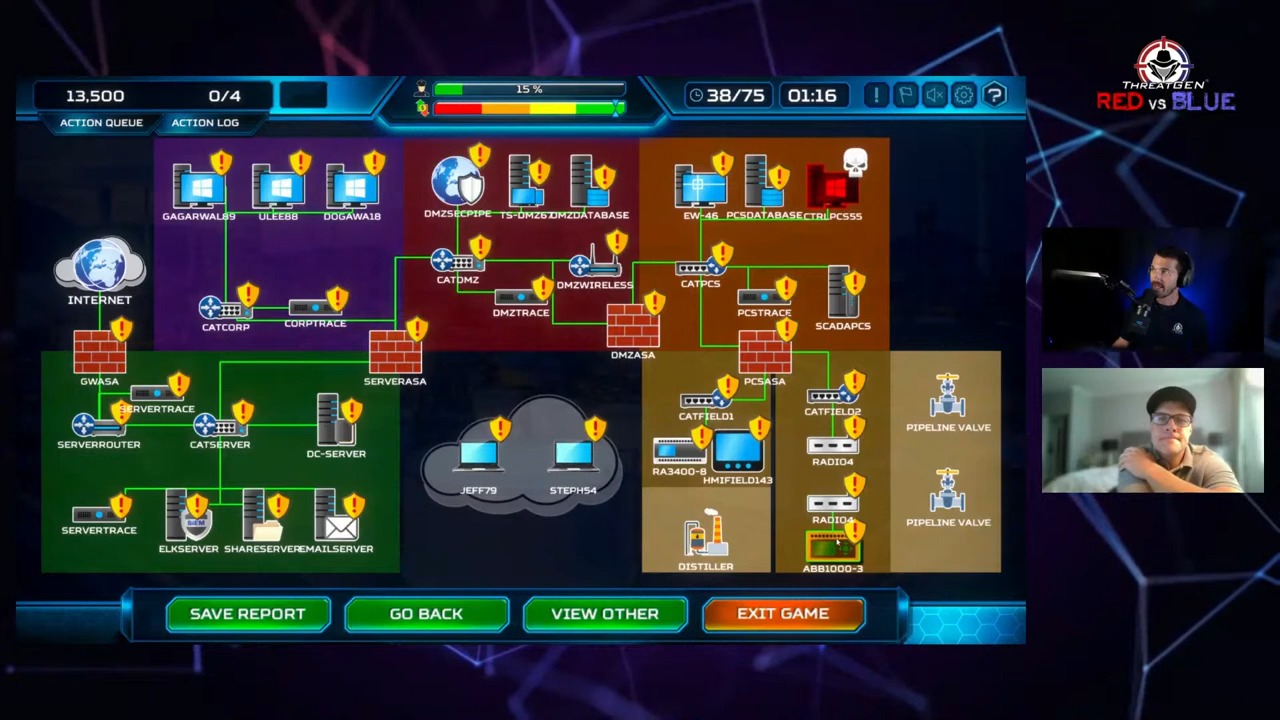 THREATGEN
RED VS BLUE
13,500
0/4
15 %
38/75
01:16
ACTION QUEUE
ACTION LOG
GAGARWAL89
ULEE88
DOGAWA18
DMZSECPIPE
DMZDATABASE
EW-46
PCSDATABASE
CTRLPCS55
INTERNET
CATCORP
CORPTRACE
CATDMZ
DMZWIRELESS
DMZTRACE
CATPCS
PCSTRACE
SCADAPCS
GWASA
SERVERASA
DMZASA
PCSASA
SERVERTRACE
SERVERROUTER
CATSERVER
DC-SERVER
CATFIELD1
CATFIELD2
PIPELINE VALVE
RA3400-8
HMIFIELD143
RADIO4
JEFF79
STEPH54
SERVERTRACE
SIEM
ELKSERVER
SHARESERVER
EMAILSERVER
RADIO4
PIPELINE VALVE
DISTILLER
ABB1000-3
SAVE REPORT
GO BACK
VIEW OTHER
EXIT GAME